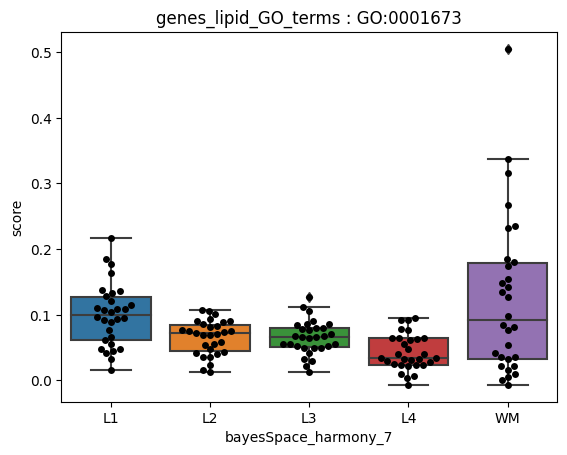 genes_lipid_GO_terms : GO:0001673
0.5
0.4
0.3
0.2
0.1
0.0
score
L1 L2 L3 L4 WM
bayesSpace_harmony_7